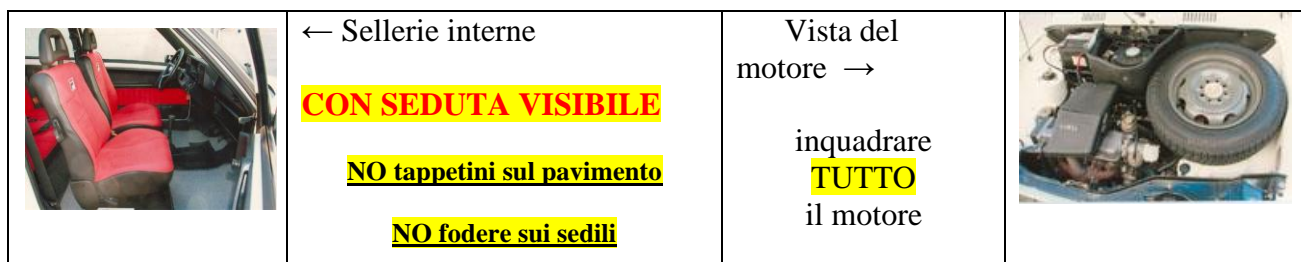 ← Sellerie interne
CON SEDUTA VISIBILE
NO tappetini sul pavimento
NO fodere sui sedili
Vista del
motore →
inquadrare
TUTTO
il motore